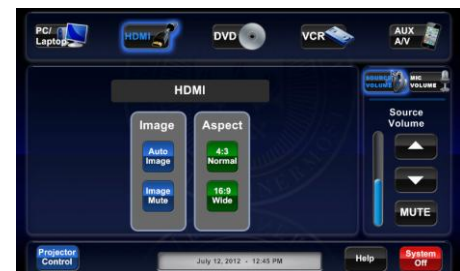 PC/
Laptop
HDMI
DVD
VCR
AUX
A/V
HDMI
SOURCE
VOLUME
MIC
VOLUME
Image
Aspect
Auto
Image
4:3
Normal
Image
Mute
16:9
Wide
Source
Volume
MUTE
Projector
Control
July 12, 2012 - 12:45 PM
Help
System
Off